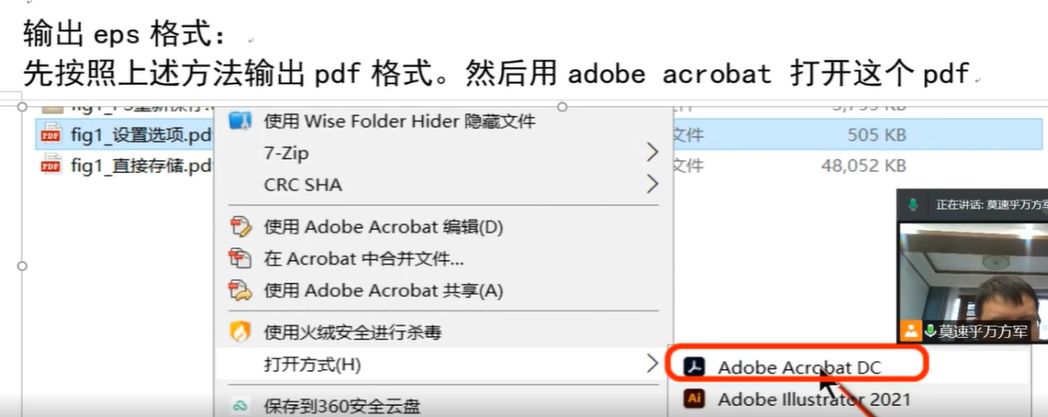 输出 eps 格式：
先按照上述方法输出 pdf 格式。然后用 adobe acrobat 打开这个 pdf
使用 Wise Folder Hider 隐藏文件
fig1_设置选项.pd
文件
505 KB
7-Zip
fig1_直接存储.pd
文件
48,052 KB
CRC SHA
正在讲话: 莫速乎万方军
使用 Adobe Acrobat 编辑(D)
在 Acrobat 中合并文件...
使用 Adobe Acrobat 共享(A)
使用火绒安全进行杀毒
莫速乎万方军
打开方式(H)
Adobe Acrobat DC
保存到360安全云盘
Adobe Illustrator 2021